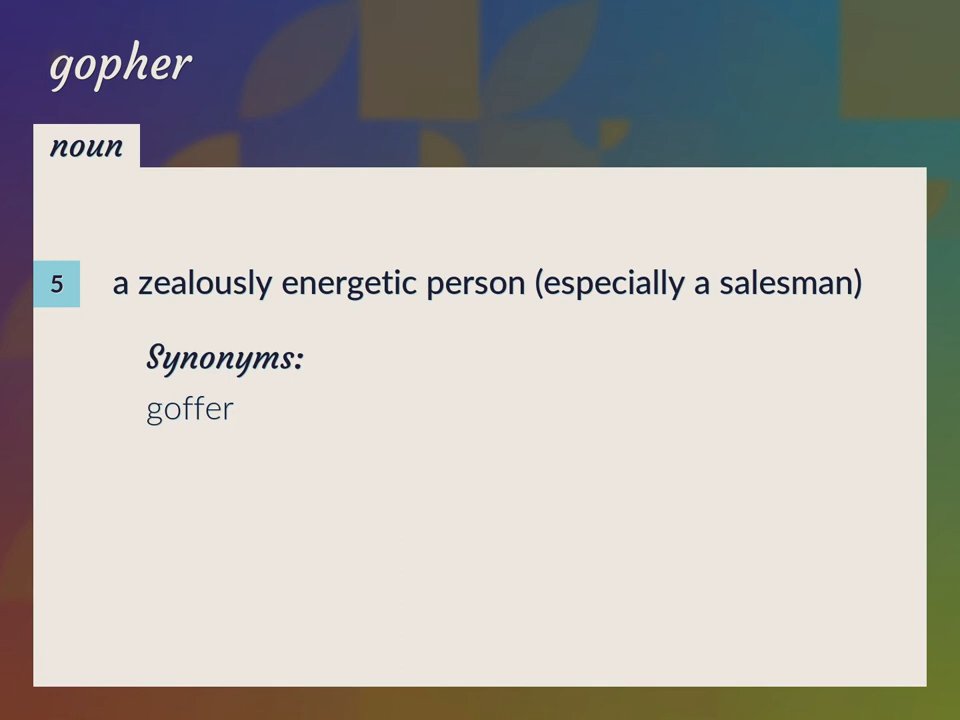 gopher
noun
5 a zealously energetic person (especially a salesman)
Synonyms:
goffer